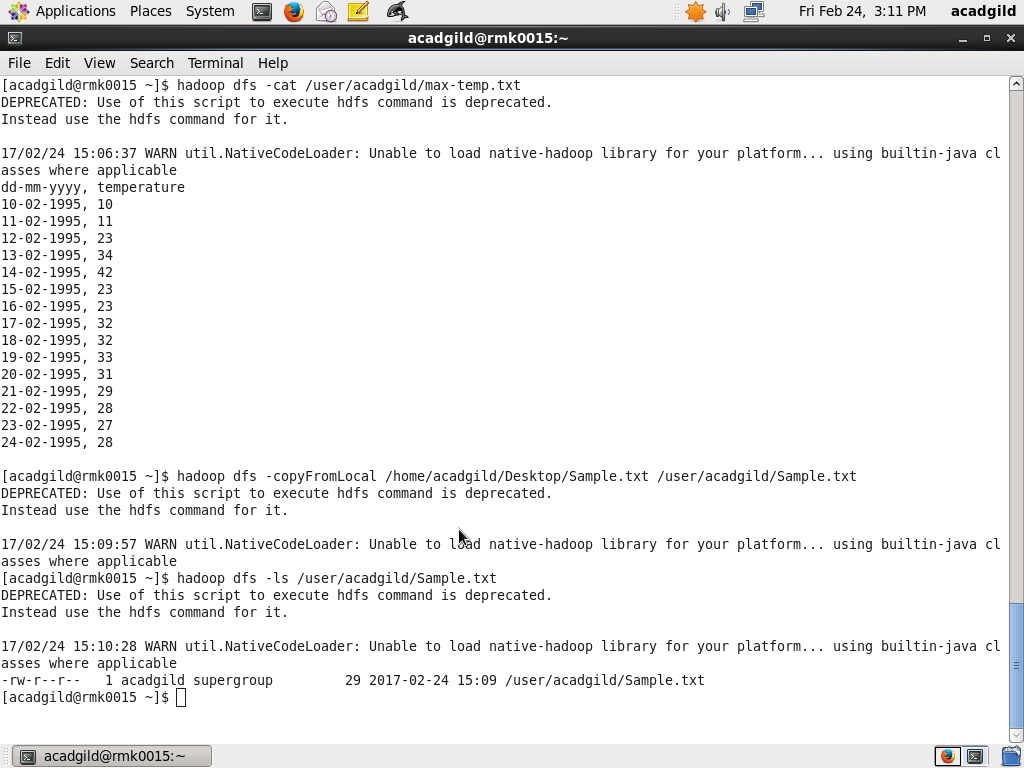 Applications Places System Fri Feb 24, 3:11 PM acadgild
acadgild@rmk0015:~
File Edit View Search Terminal Help
[acadgild@rmk0015 ~]$ hadoop dfs -cat /user/acadgild/max-temp.txt
DEPRECATED: Use of this script to execute hdfs command is deprecated.
Instead use the hdfs command for it.
17/02/24 15:06:37 WARN util.NativeCodeLoader: Unable to load native-hadoop library for your platform... using builtin-java cl
asses where applicable
dd-mm-yyyy, temperature
10-02-1995, 10
11-02-1995, 11
12-02-1995, 23
13-02-1995, 34
14-02-1995, 42
15-02-1995, 23
16-02-1995, 23
17-02-1995, 32
18-02-1995, 32
19-02-1995, 33
20-02-1995, 31
21-02-1995, 29
22-02-1995, 28
23-02-1995, 27
24-02-1995, 28
[acadgild@rmk0015 ~]$ hadoop dfs -copyFromLocal /home/acadgild/Desktop/Sample.txt /user/acadgild/Sample.txt
DEPRECATED: Use of this script to execute hdfs command is deprecated.
Instead use the hdfs command for it.
17/02/24 15:09:57 WARN util.NativeCodeLoader: Unable to load native-hadoop library for your platform... using builtin-java cl
asses where applicable
[acadgild@rmk0015 ~]$ hadoop dfs -ls /user/acadgild/Sample.txt
DEPRECATED: Use of this script to execute hdfs command is deprecated.
Instead use the hdfs command for it.
17/02/24 15:10:28 WARN util.NativeCodeLoader: Unable to load native-hadoop library for your platform... using builtin-java cl
asses where applicable
-rw-r--r--   1 acadgild supergroup         29 2017-02-24 15:09 /user/acadgild/Sample.txt
[acadgild@rmk0015 ~]$
acadgild@rmk0015:~